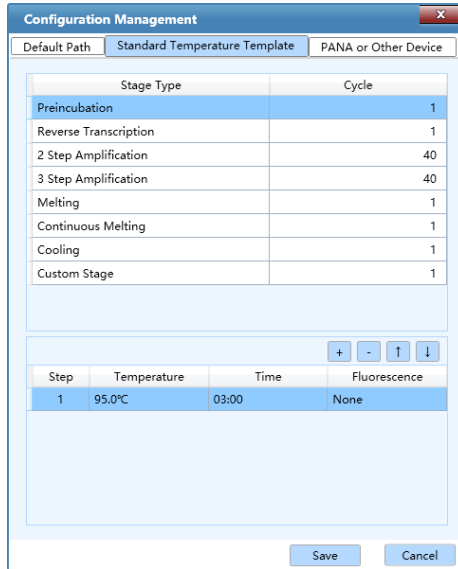 Configuration Management x
Default Path Standard Temperature Template PANA or Other Device
Stage Type Cycle
Preincubation 1
Reverse Transcription 1
2 Step Amplification 40
3 Step Amplification 40
Melting 1
Continuous Melting 1
Cooling 1
Custom Stage 1
+ - ↑ ↓
Step Temperature Time Fluorescence
1 95.0℃ 03:00 None
Save Cancel